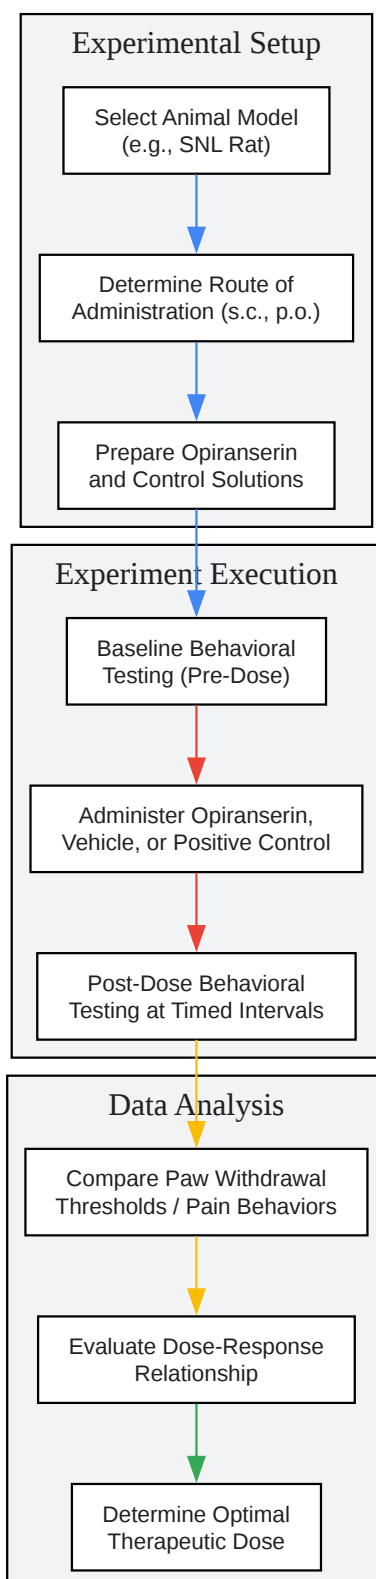 Experimental Setup
Select Animal Model
(e.g., SNL Rat)
Determine Route of
Administration (s.c., p.o.)
Prepare Opiranserin
and Control Solutions
Experiment Execution
Baseline Behavioral
Testing (Pre-Dose)
Administer Opiranserin,
Vehicle, or Positive Control
Post-Dose Behavioral
Testing at Timed Intervals
Data Analysis
Compare Paw Withdrawal
Thresholds / Pain Behaviors
Evaluate Dose-Response
Relationship
Determine Optimal
Therapeutic Dose